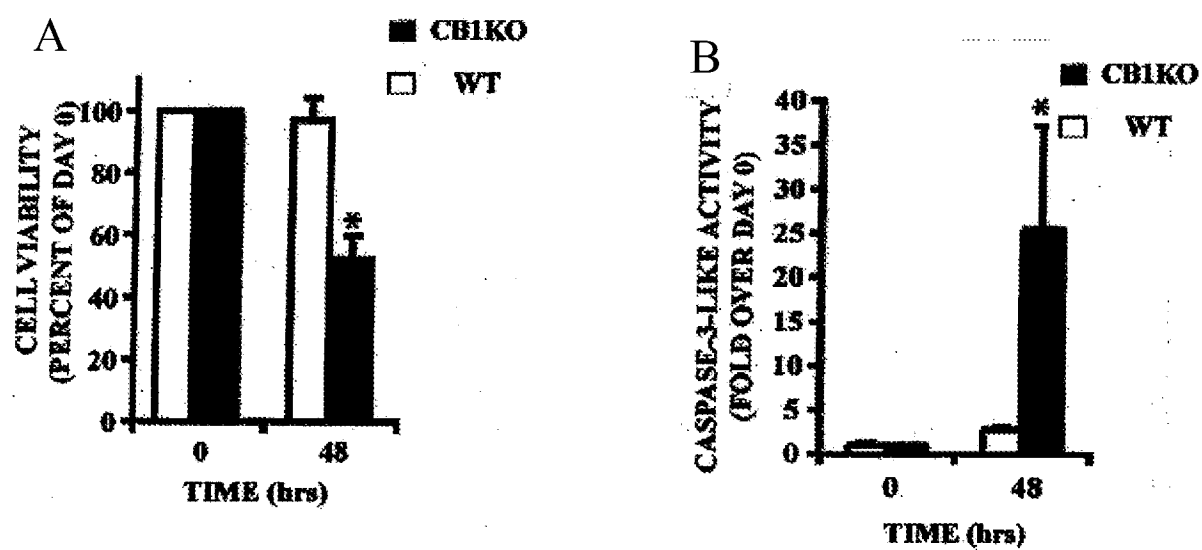 A
CB1KO
WT
CELL VIABILITY
(PERCENT OF DAY 0)
100
80
60
40
20
0
*
0
48
TIME (hrs)
B
CB1KO
WT
CASPASE-3-LIKE ACTIVITY
(FOLD OVER DAY 0)
40
35
30
25
20
15
10
5
0
*
0
48
TIME (hrs)